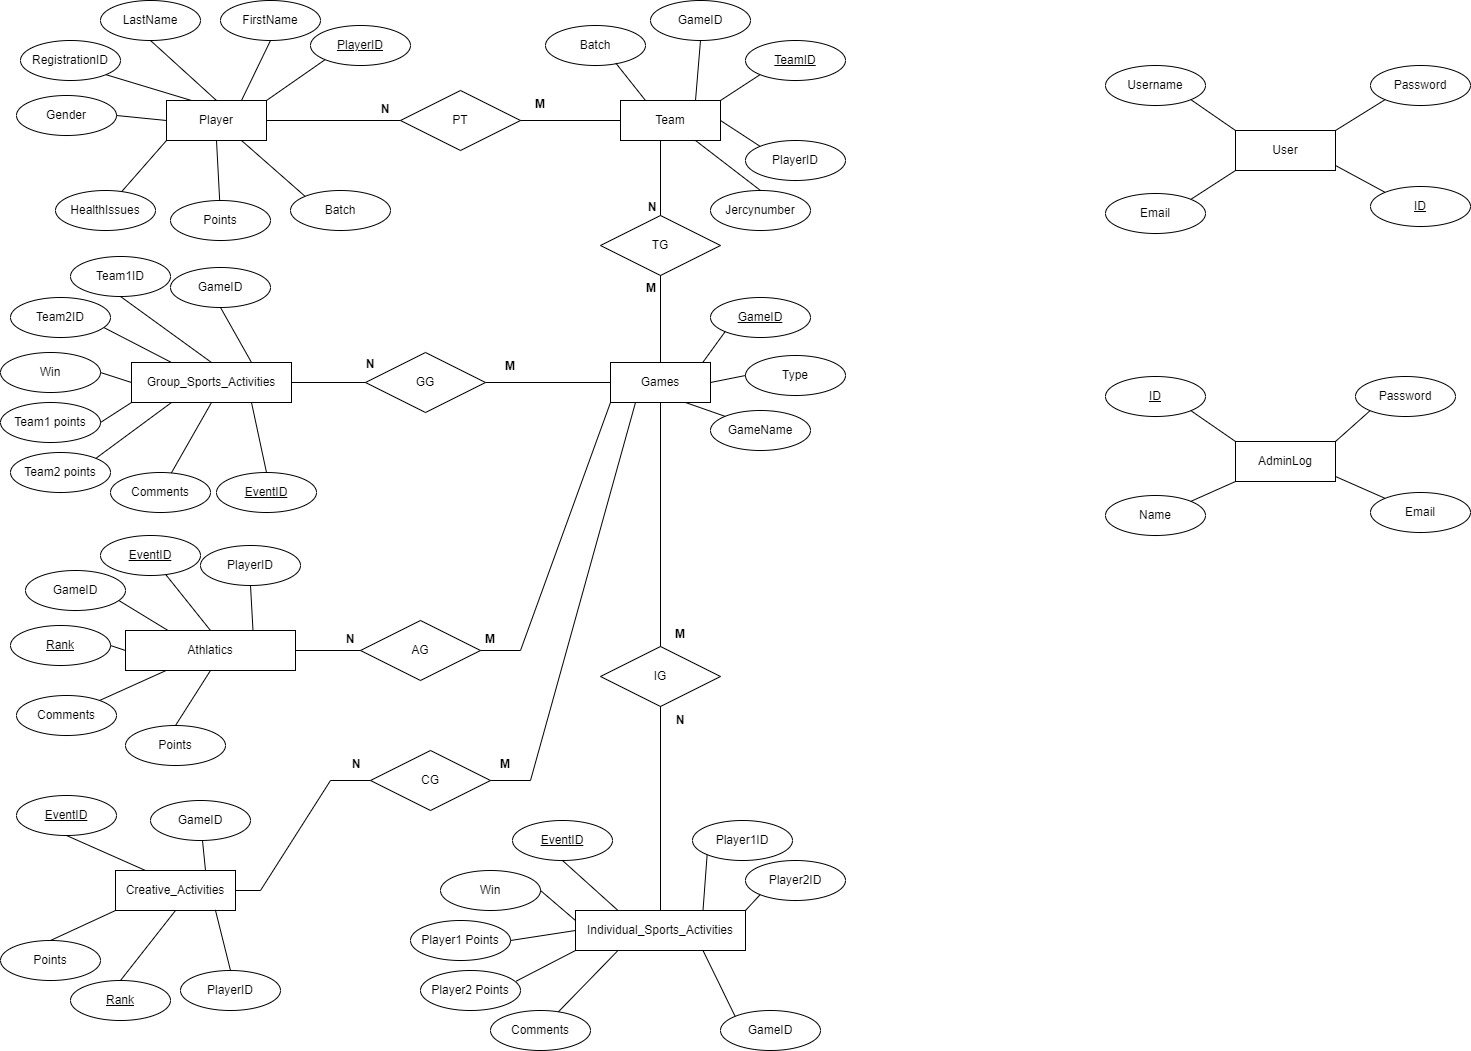 LastName
FirstName
RegistrationID
PlayerID
Gender
Player
HealthIssues
Points
Batch
N
PT
M
Batch
GameID
TeamID
Team
PlayerID
Jercynumber
N
TG
M
Username
Password
User
Email
ID
Team1ID
GameID
Team2ID
Win
Group_Sports_Activities
Team1 points
Team2 points
Comments
EventID
N
GG
M
GameID
Games
Type
GameName
ID
Password
AdminLog
Name
Email
EventID
PlayerID
GameID
Rank
Athlatics
Comments
Points
N
AG
M
M
IG
N
N
CG
M
EventID
GameID
Creative_Activities
Points
Rank
PlayerID
EventID
Player1ID
Player2ID
Win
Individual_Sports_Activities
Player1 Points
Player2 Points
Comments
GameID